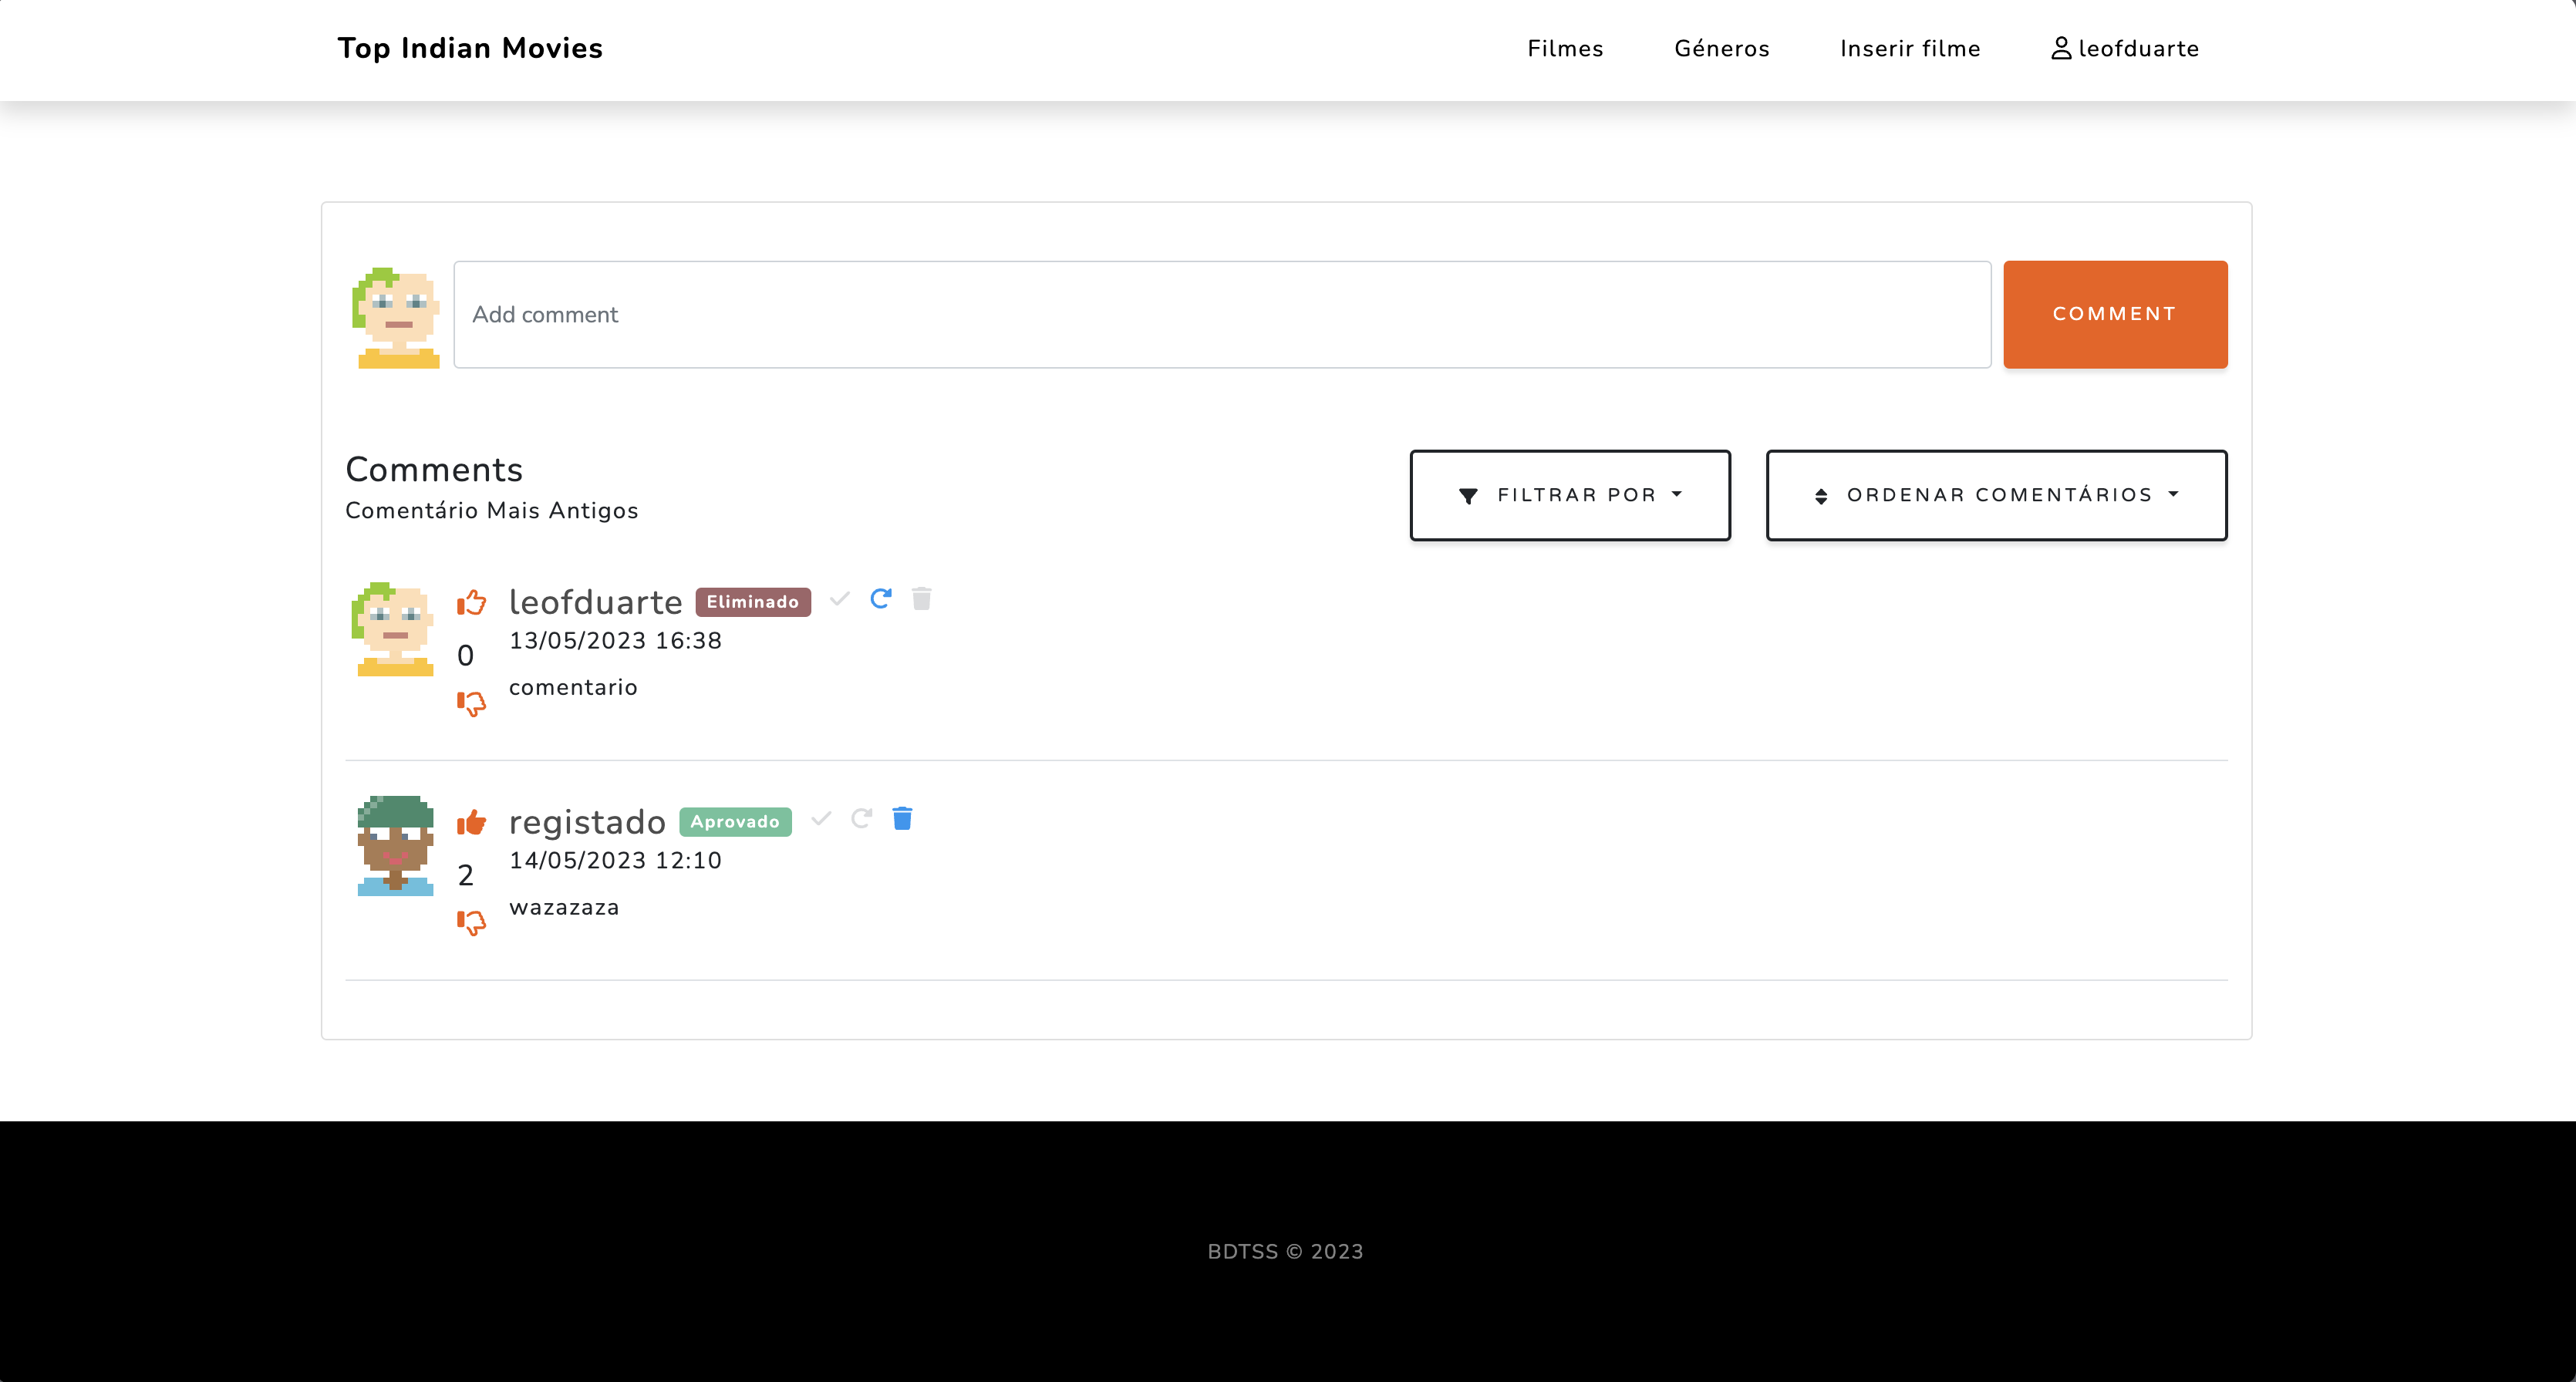 Top Indian Movies
Filmes Géneros Inserir filme leofduarte
Add comment
COMMENT
Comments
Comentário Mais Antigos
FILTRAR POR
ORDENAR COMENTÁRIOS
leofduarte Eliminado
13/05/2023 16:38
0
comentario
registado Aprovado
14/05/2023 12:10
2
wazazaza
BDTSS © 2023